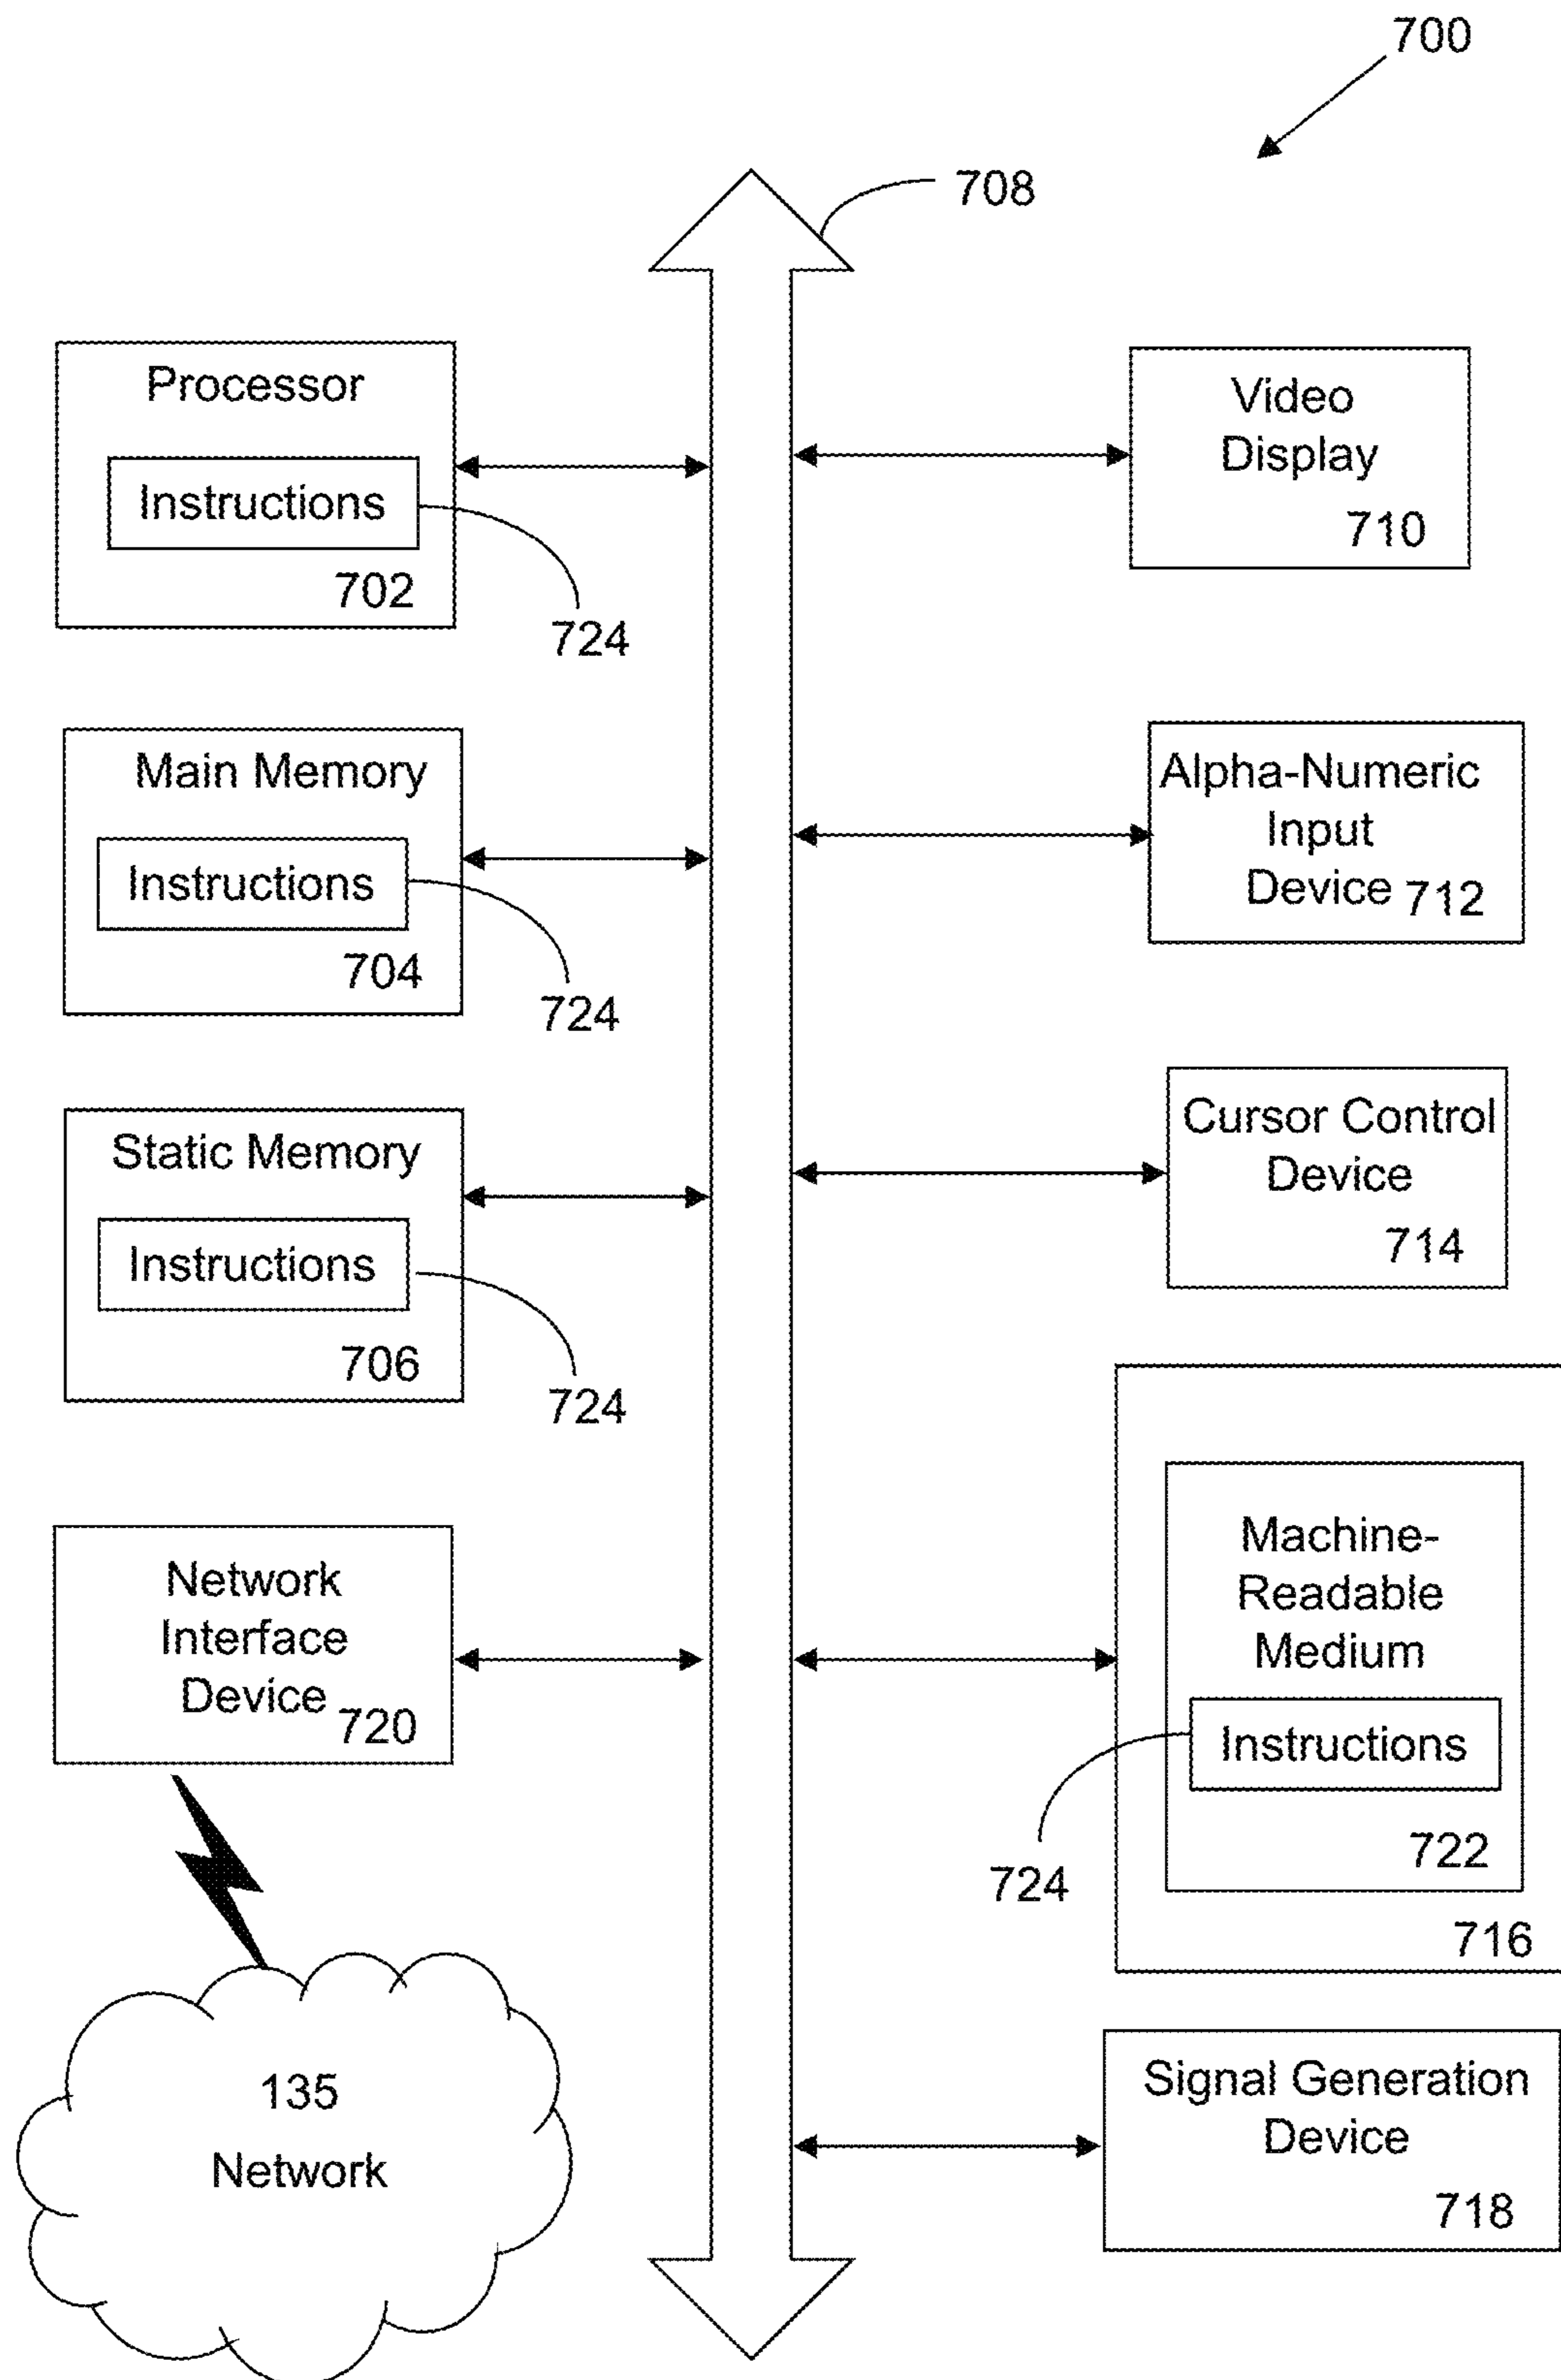 700
708
Processor
Instructions
702
724
Main Memory
Instructions
704
724
Static Memory
Instructions
706
724
Network
Interface
Device
720
135
Network
Video
Display
710
Alpha-Numeric
Input
Device 712
Cursor Control
Device
714
Machine-
Readable
Medium
Instructions
722
724
716
Signal Generation
Device
718